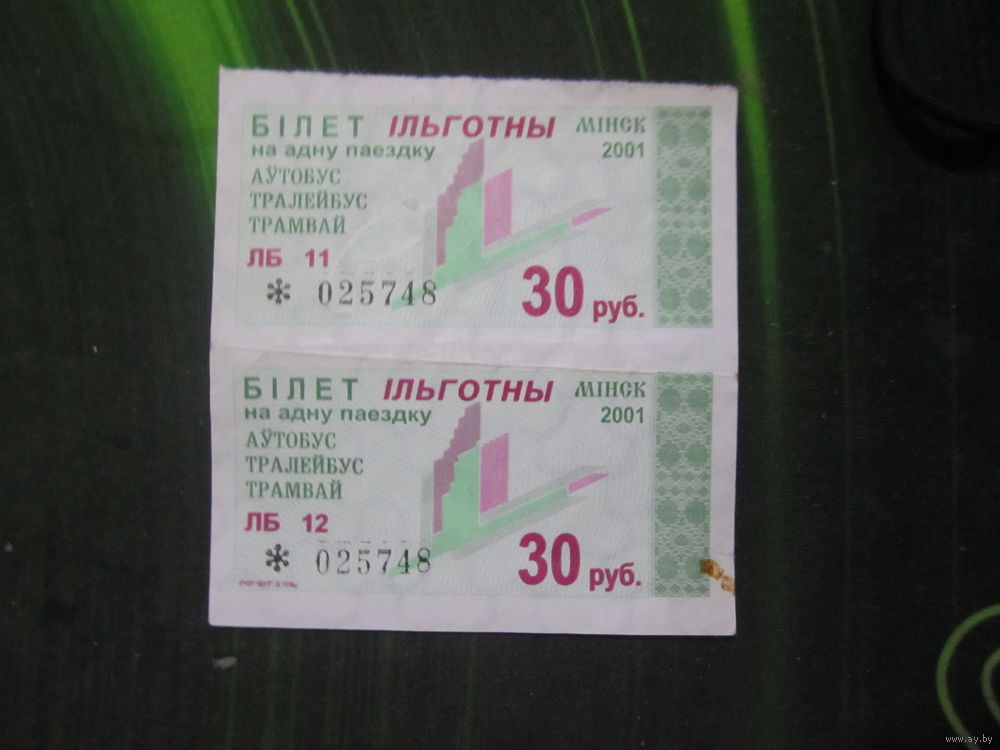 БІЛЕТ ІЛЬГОТНЫ МІНСК
на адну паездку 2001
АЎТОБУС
ТРАЛЕЙБУС
ТРАМВАЙ
ЛБ 11
* 025748 30 руб.
БІЛЕТ ІЛЬГОТНЫ МІНСК
на адну паездку 2001
АЎТОБУС
ТРАЛЕЙБУС
ТРАМВАЙ
ЛБ 12
* 025748 30 руб.
www.ay.by